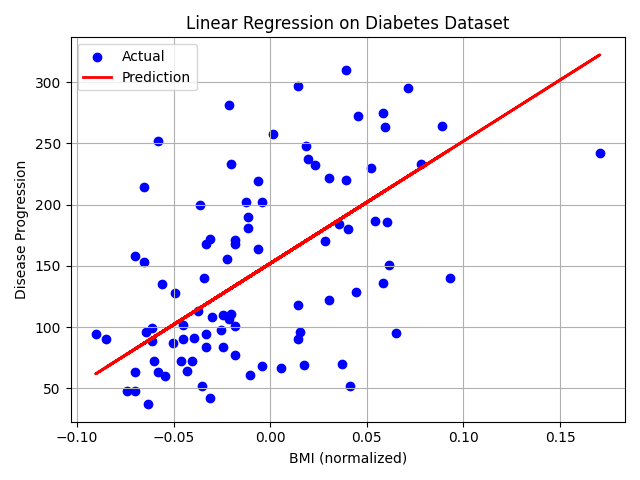 Linear Regression on Diabetes Dataset
Actual
Prediction
300
250
200
150
100
50
Disease Progression
−0.10
−0.05
0.00
0.05
0.10
0.15
BMI (normalized)